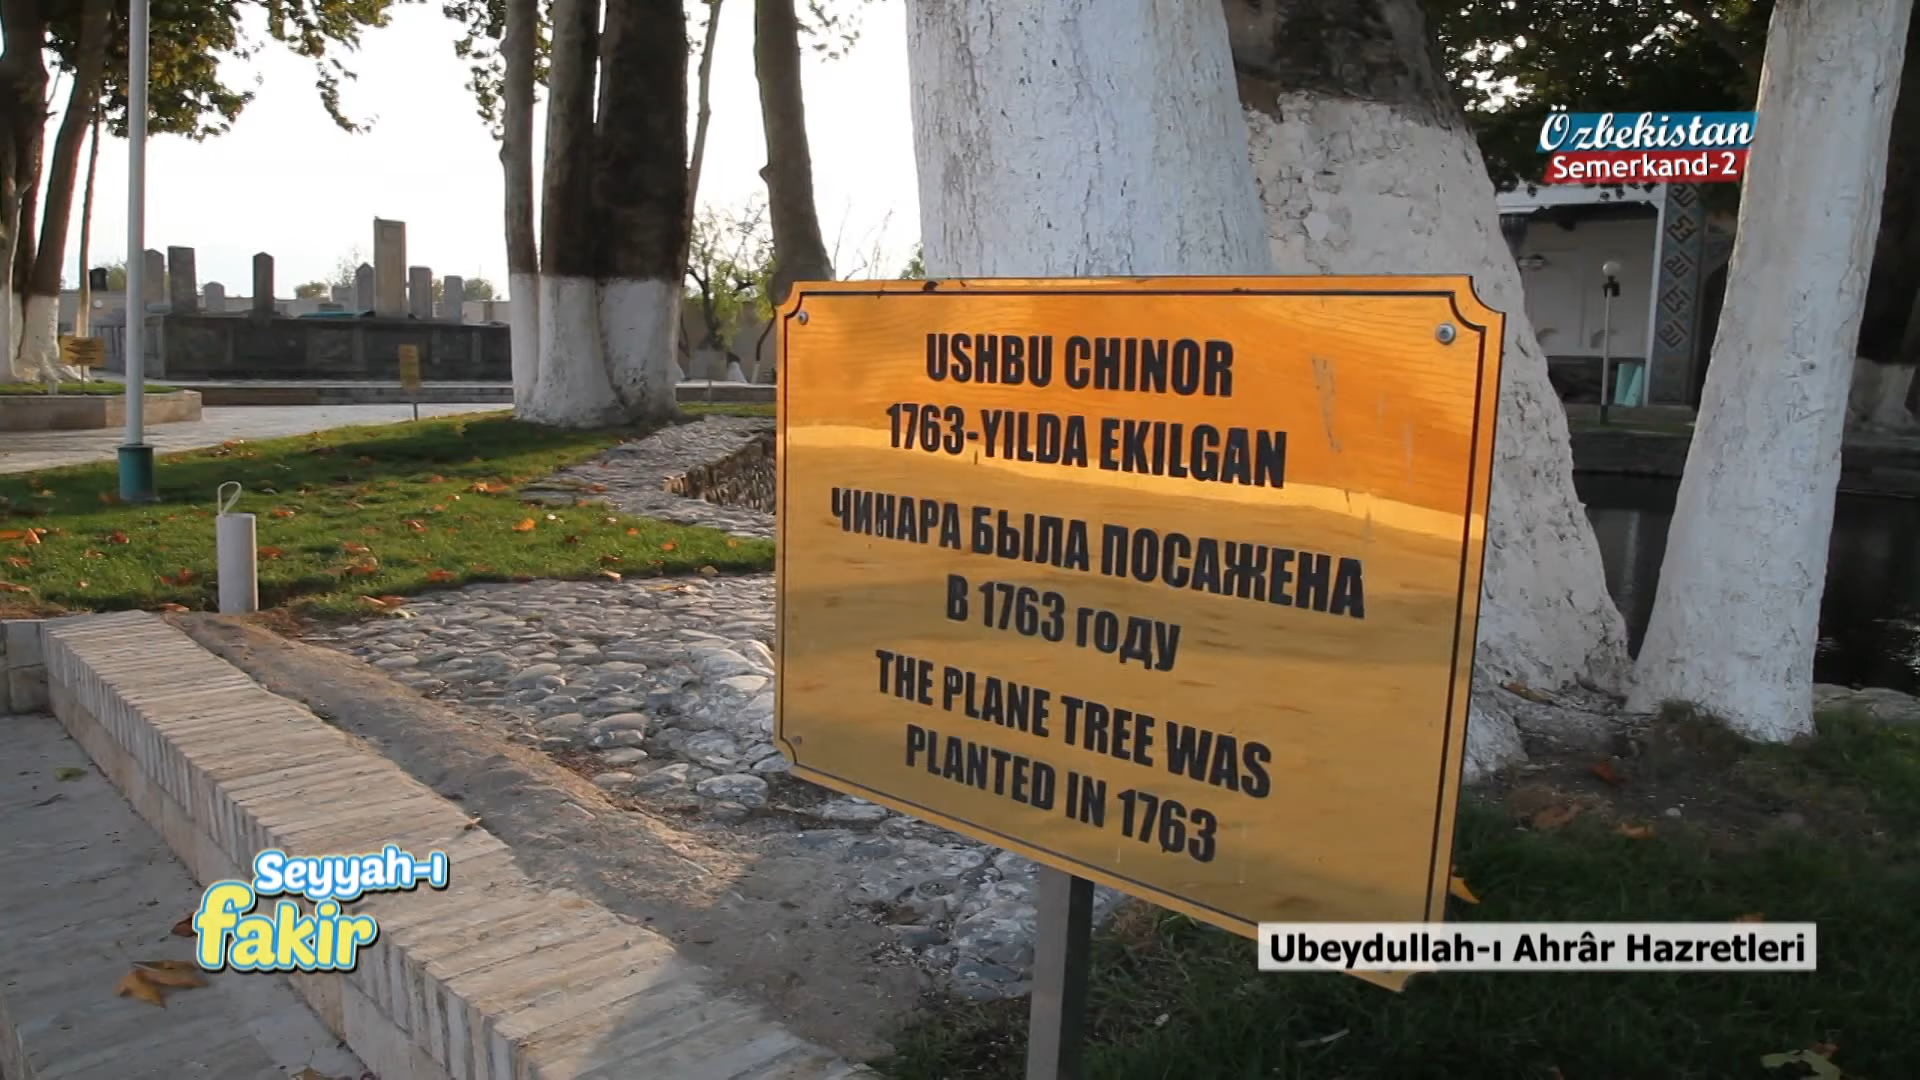 Özbekistan
Semerkand-2
USHBU CHINOR
1763-YILDA EKILGAN
ЧИНАРА БЫЛА ПОСАЖЕНА
В 1763 ГОДУ
THE PLANE TREE WAS
PLANTED IN 1763
Seyyah-ı
fakir
Ubeydullah-ı Ahrâr Hazretleri